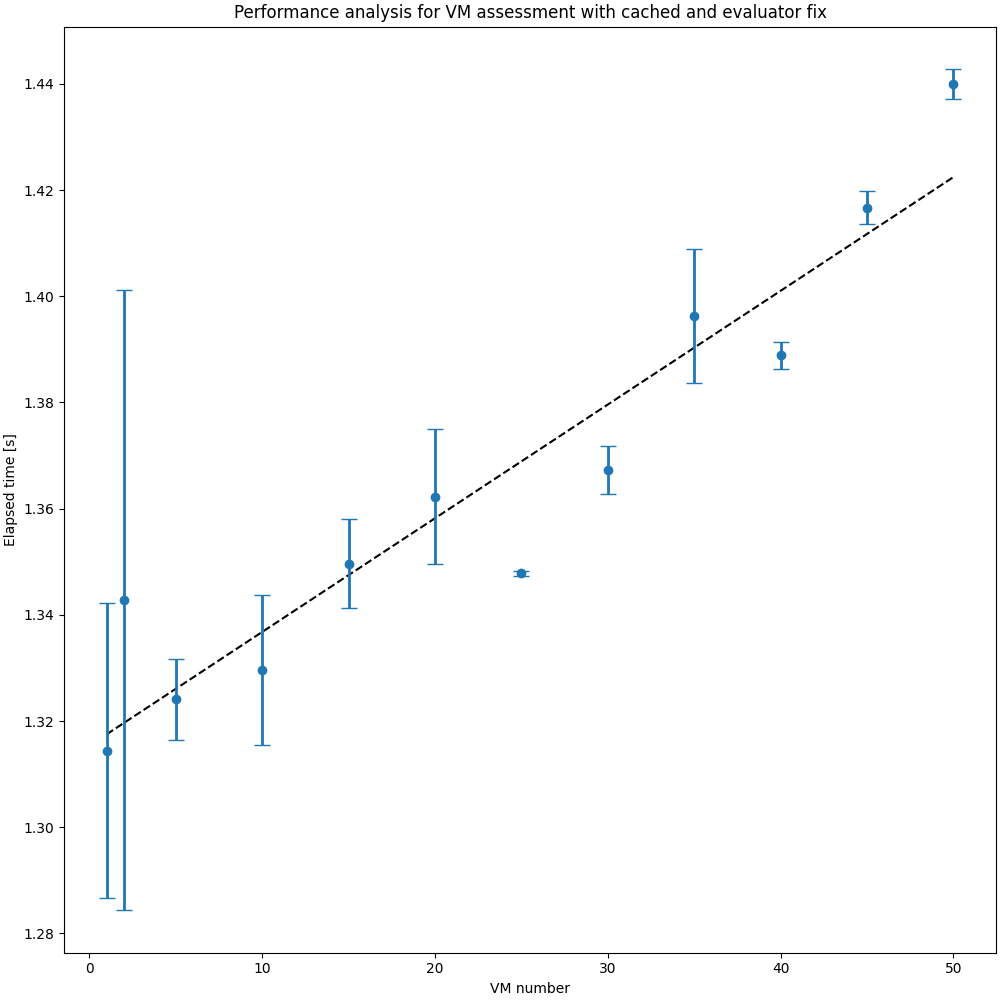 Performance analysis for VM assessment with cached and evaluator fix
1.44
1.42
1.40
1.38
1.36
1.34
1.32
1.30
1.28
Elapsed time [s]
0 10 20 30 40 50
VM number